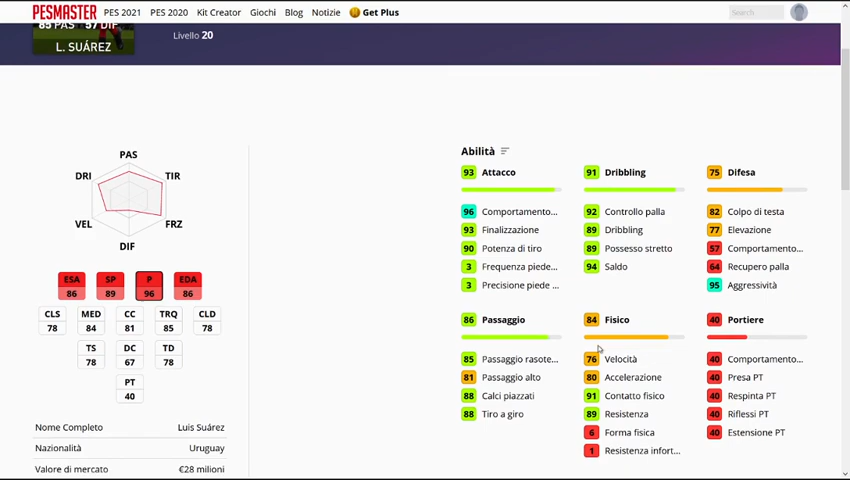 PESMASTER PES 2021 PES 2020 Kit Creator Giochi Blog Notizie Get Plus Search
85 PAS 57 DIF
L. SUÁREZ
Livello 20
PAS
DRI
TIR
VEL
FRZ
DIF
ESA SP P EDA
86 89 96 86
CLS MED CC TRQ CLD
78 84 81 85 78
TS DC TD
78 67 78
PT
40
Nome Completo Luis Suárez
Nazionalità Uruguay
Valore di mercato €28 milioni
Abilità
93 Attacco
96 Comportamento...
93 Finalizzazione
90 Potenza di tiro
3 Frequenza piede...
3 Precisione piede ...
91 Dribbling
92 Controllo palla
89 Dribbling
89 Possesso stretto
94 Saldo
75 Difesa
82 Colpo di testa
77 Elevazione
57 Comportamento...
64 Recupero palla
95 Aggressività
86 Passaggio
85 Passaggio rasote...
81 Passaggio alto
88 Calci piazzati
88 Tiro a giro
84 Fisico
76 Velocità
80 Accelerazione
91 Contatto fisico
89 Resistenza
6 Forma fisica
1 Resistenza infort...
40 Portiere
40 Comportamento...
40 Presa PT
40 Respinta PT
40 Riflessi PT
40 Estensione PT